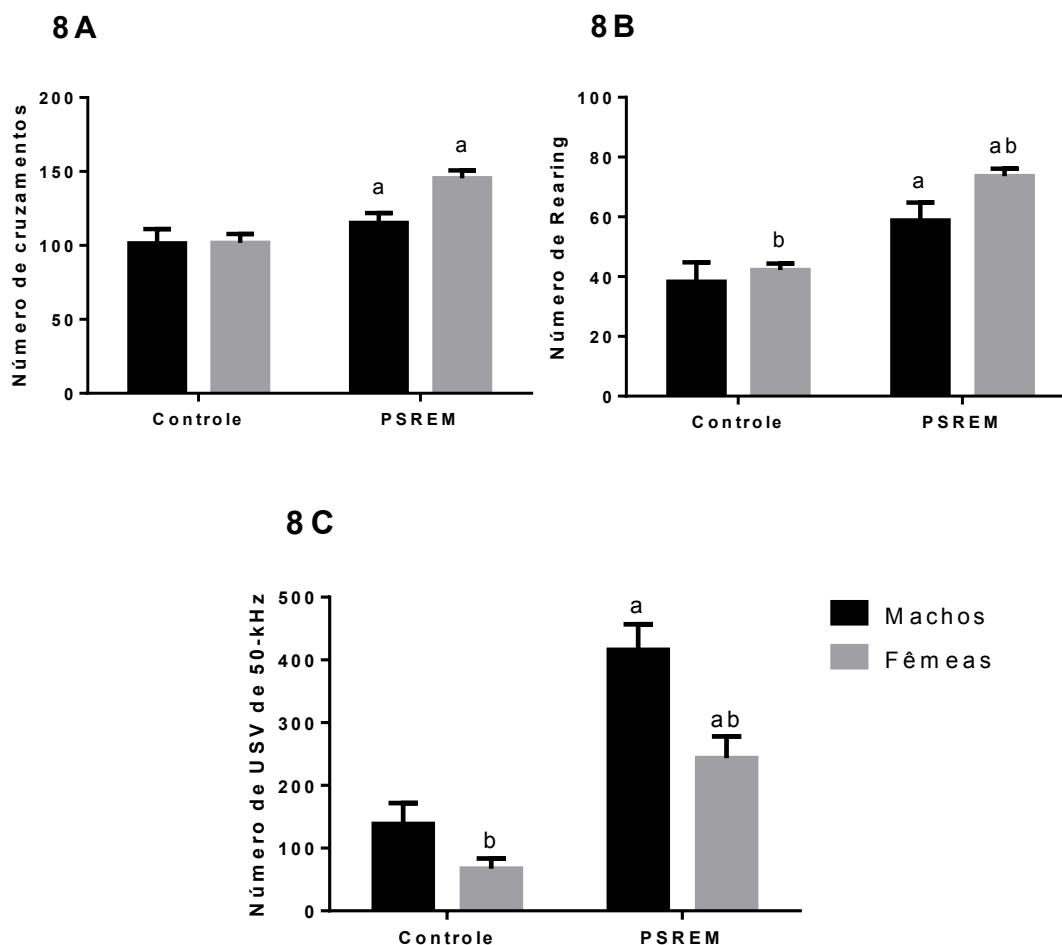 8A
Número de cruzamentos
200
150
100
50
0
a
a
Controle
PSREM
8B
Número de Rearing
100
80
60
40
20
0
b
a
ab
Controle
PSREM
8C
Número de USV de 50-kHz
500
400
300
200
100
0
b
a
ab
Controle
PSREM
Machos
Fêmeas